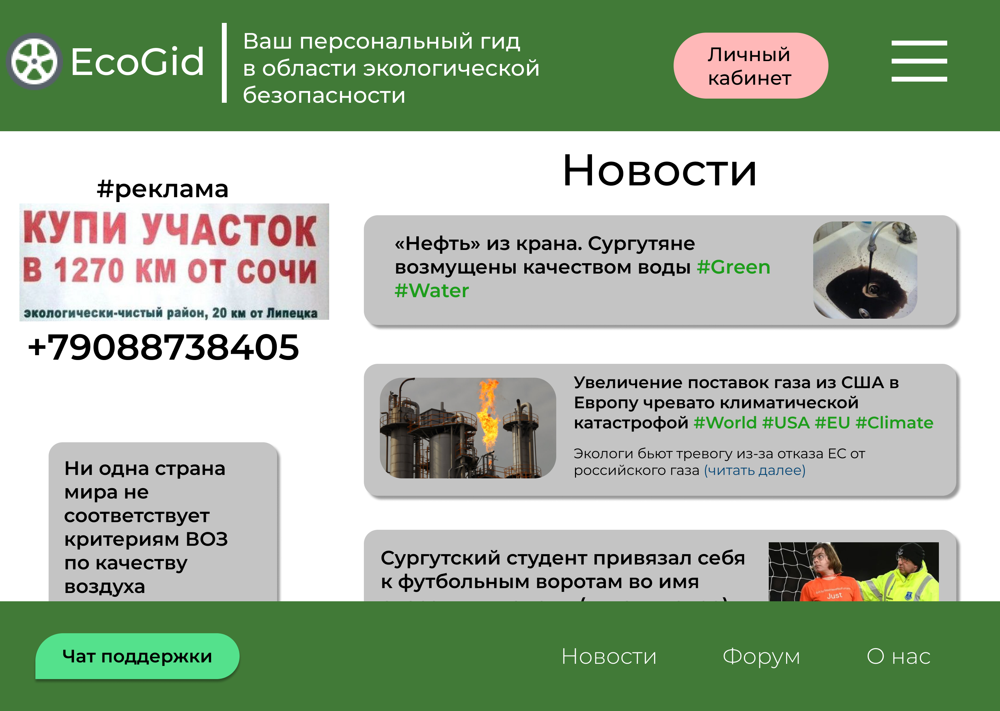 EcoGid
Ваш персональный гид
в области экологической
безопасности
Личный
кабинет
#реклама
КУПИ УЧАСТОК
В 1270 КМ ОТ СОЧИ
экологически-чистый район, 20 км от Липецка
+79088738405
Ни одна страна
мира не
соответствует
критериям ВОЗ
по качеству
воздуха
Новости
«Нефть» из крана. Сургутяне
возмущены качеством воды #Green
#Water
Увеличение поставок газа из США в
Европу чревато климатической
катастрофой #World #USA #EU #Climate
Экологи бьют тревогу из-за отказа ЕС от
российского газа (читать далее)
Сургутский студент привязал себя
к футбольным воротам во имя
Just
Чат поддержки
Новости
Форум
О нас